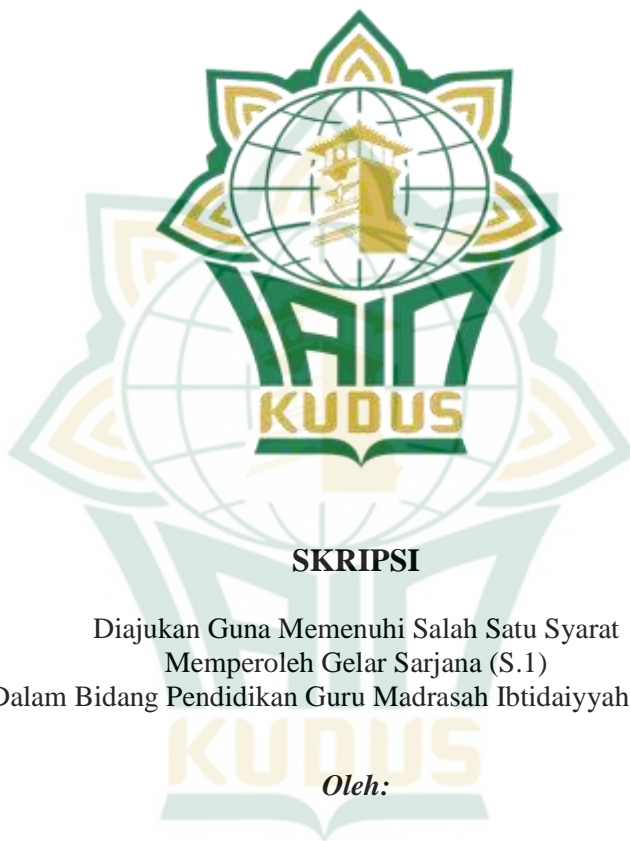 IAIN
KUDUS
SKRIPSI
Diajukan Guna Memenuhi Salah Satu Syarat
Memperoleh Gelar Sarjana (S.1)
Dalam Bidang Pendidikan Guru Madrasah Ibtidaiyyah
Oleh: